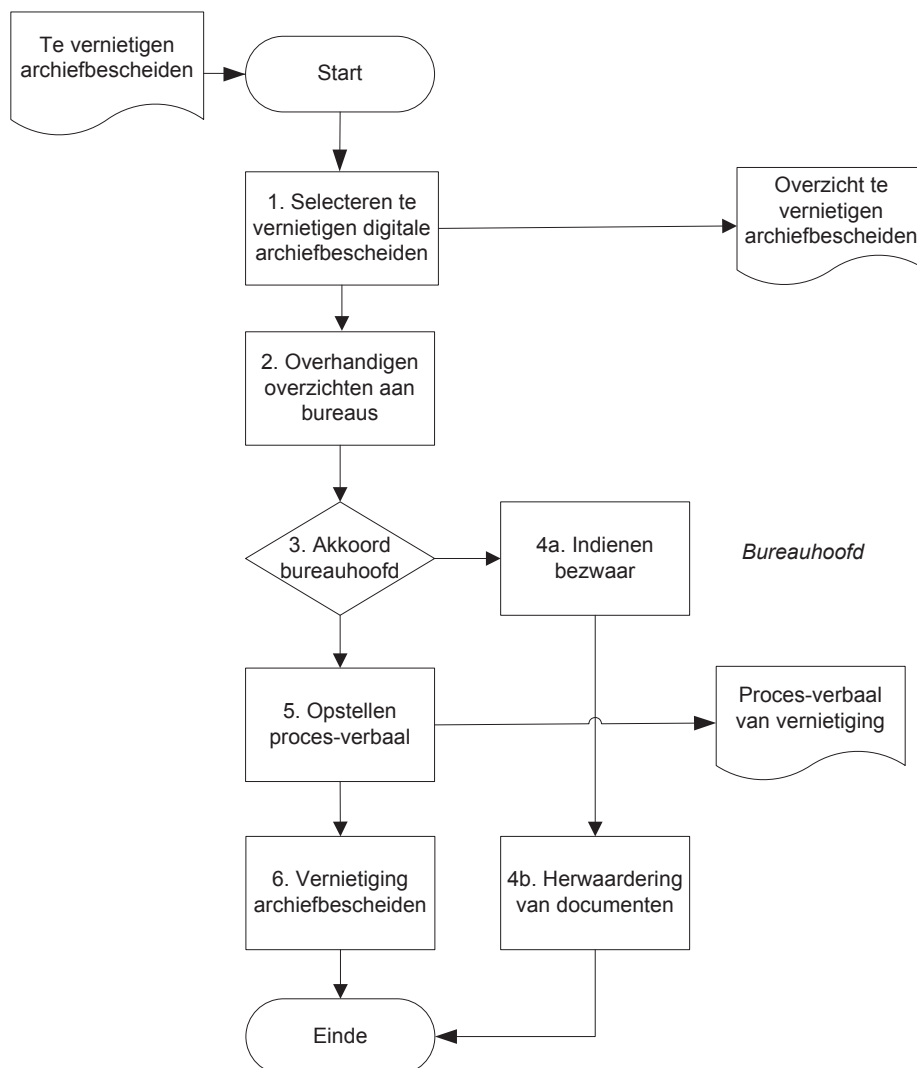 Te vernietigen
archiefbescheiden
Start
1. Selecteren te
vernietigen digitale
archiefbescheiden
Overzicht te
vernietigen
archiefbescheiden
2. Overhandigen
overzichten aan
bureaus
3. Akkoord
bureauhoofd
4a. Indienen
bezwaar
Bureauhoofd
5. Opstellen
proces-verbaal
Proces-verbaal
van vernietiging
6. Vernietiging
archiefbescheiden
4b. Herwaardering
van documenten
Einde